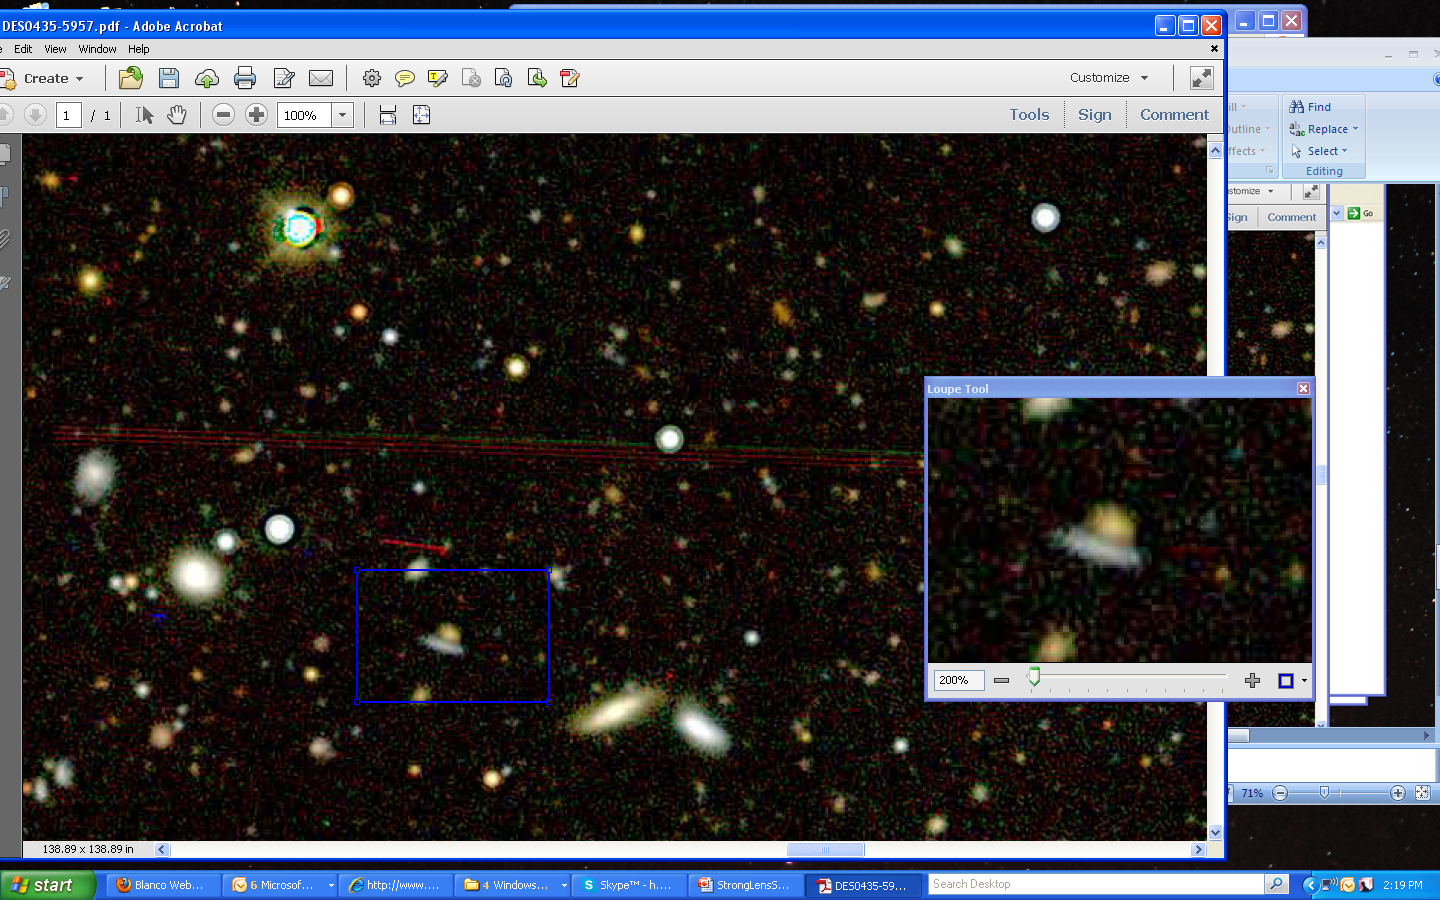 DES0435-5957.pdf - Adobe Acrobat
Edit View Window Help
Create
Customize
1 / 1
100%
Tools Sign Comment
Find
Replace
Select
Editing
Sign Comment
Go
Loupe Tool
200%
138.89 x 138.89 in
71%
start
Blanco Web...
6 Microsof...
http://www....
4 Windows...
Skype™ - h....
StrongLensS...
DES0435-59...
Search Desktop
2:19 PM